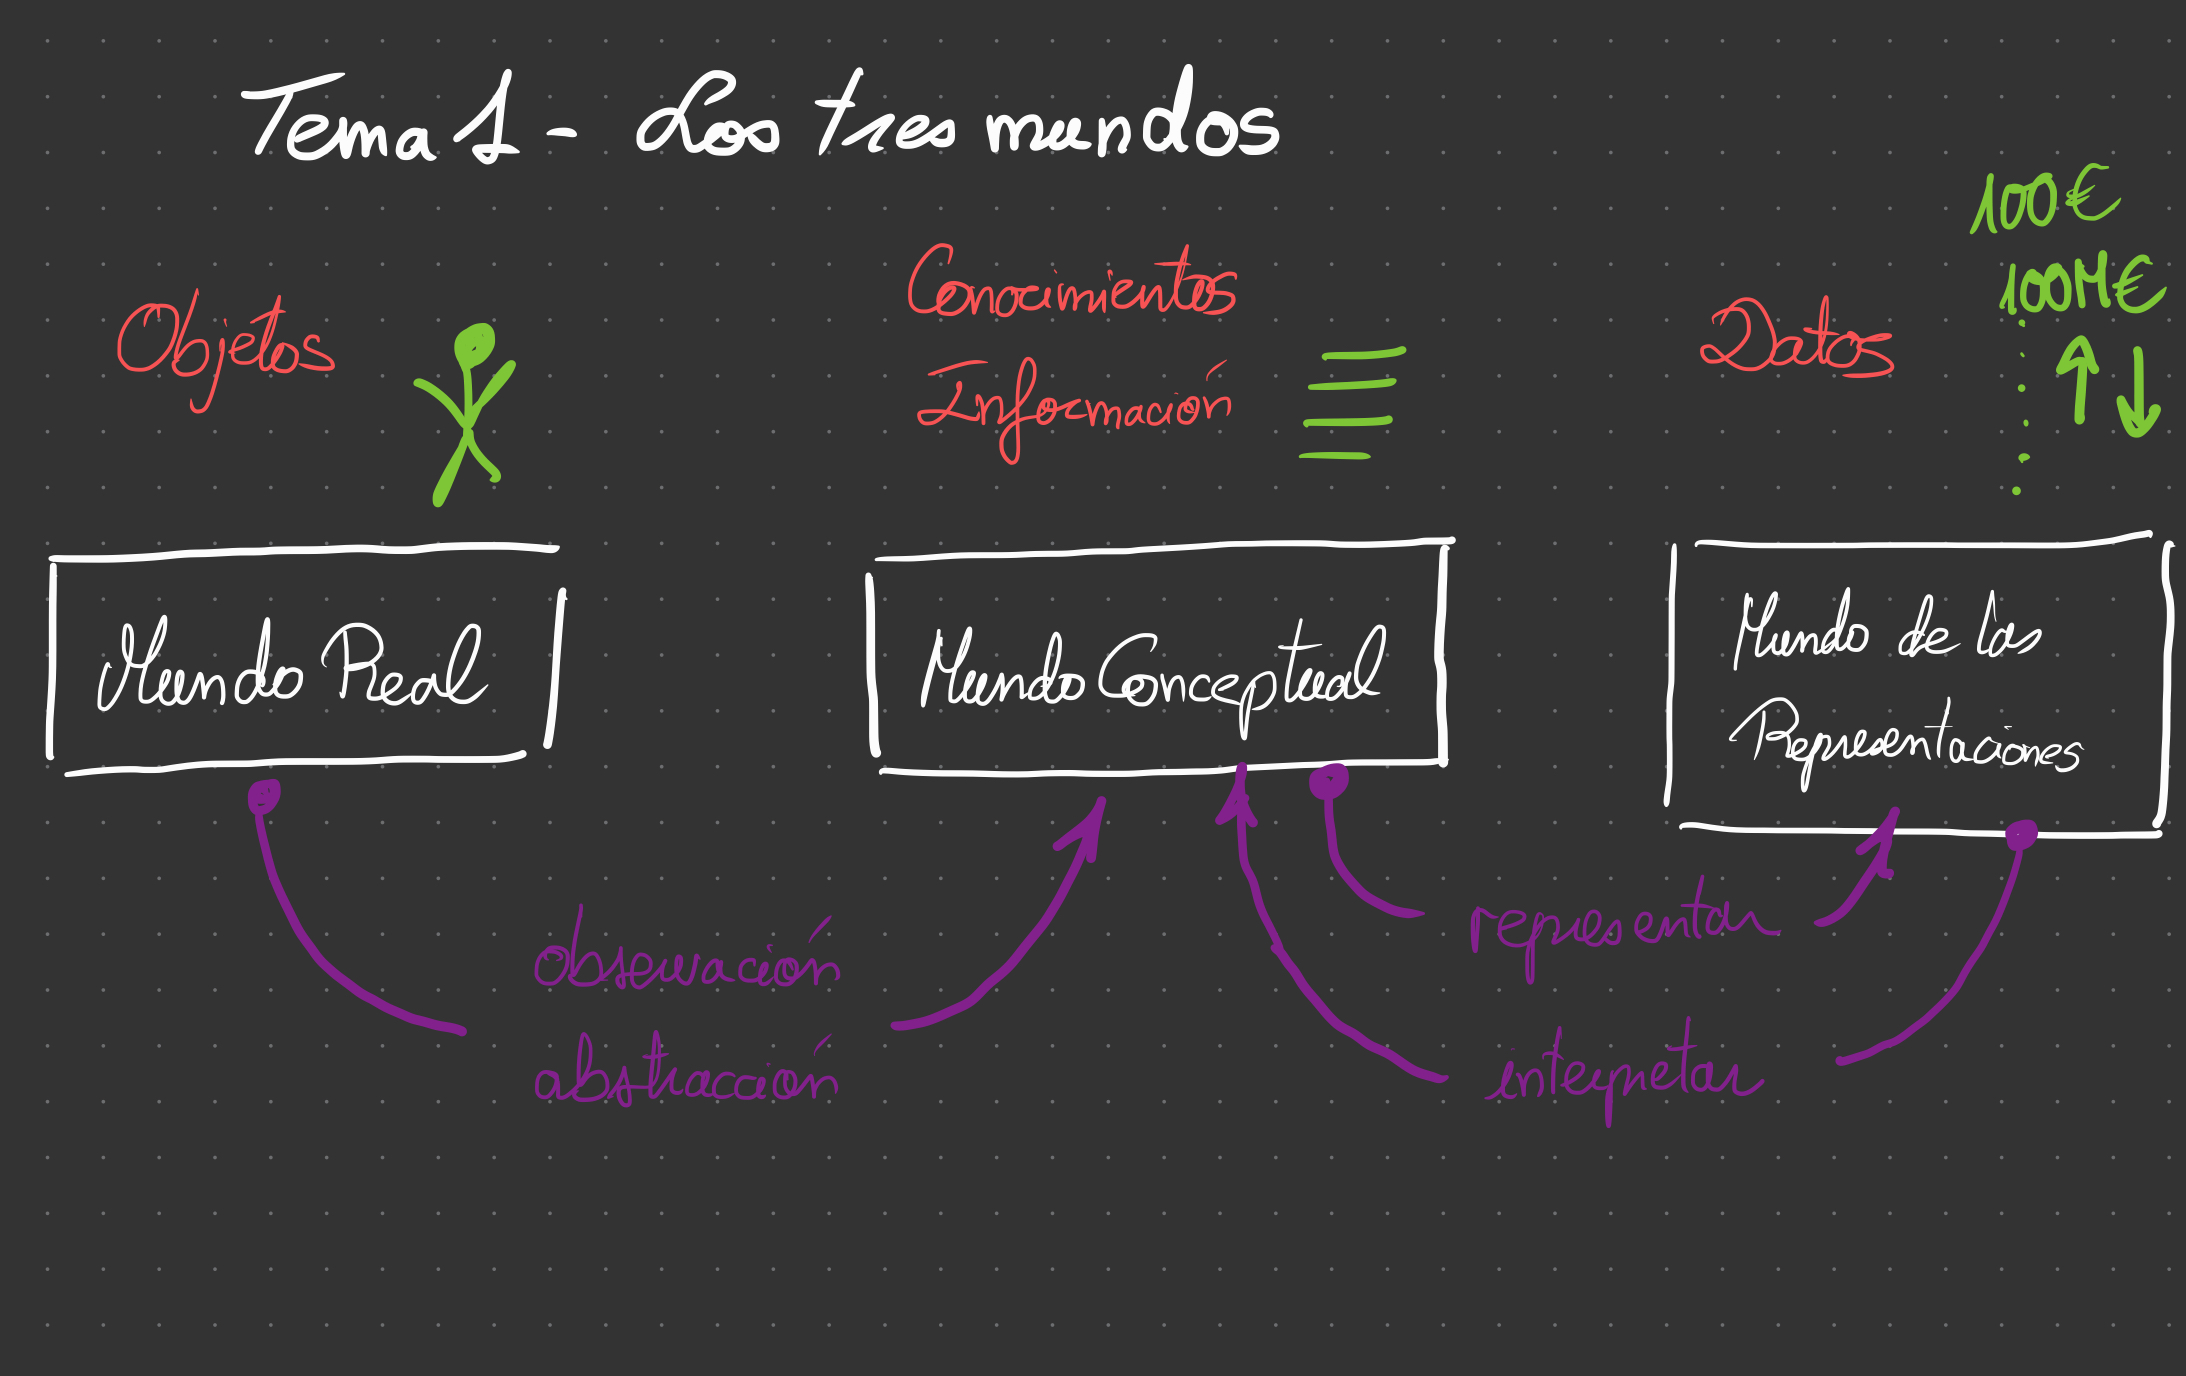 Tema 1 - Los tres mundos
100€
100M€
Objetos
Conocimientos
Información
Datos
Mundo Real
Mundo Conceptual
Mundo de las
Representaciones
observación
abstracción
representar
interpretar